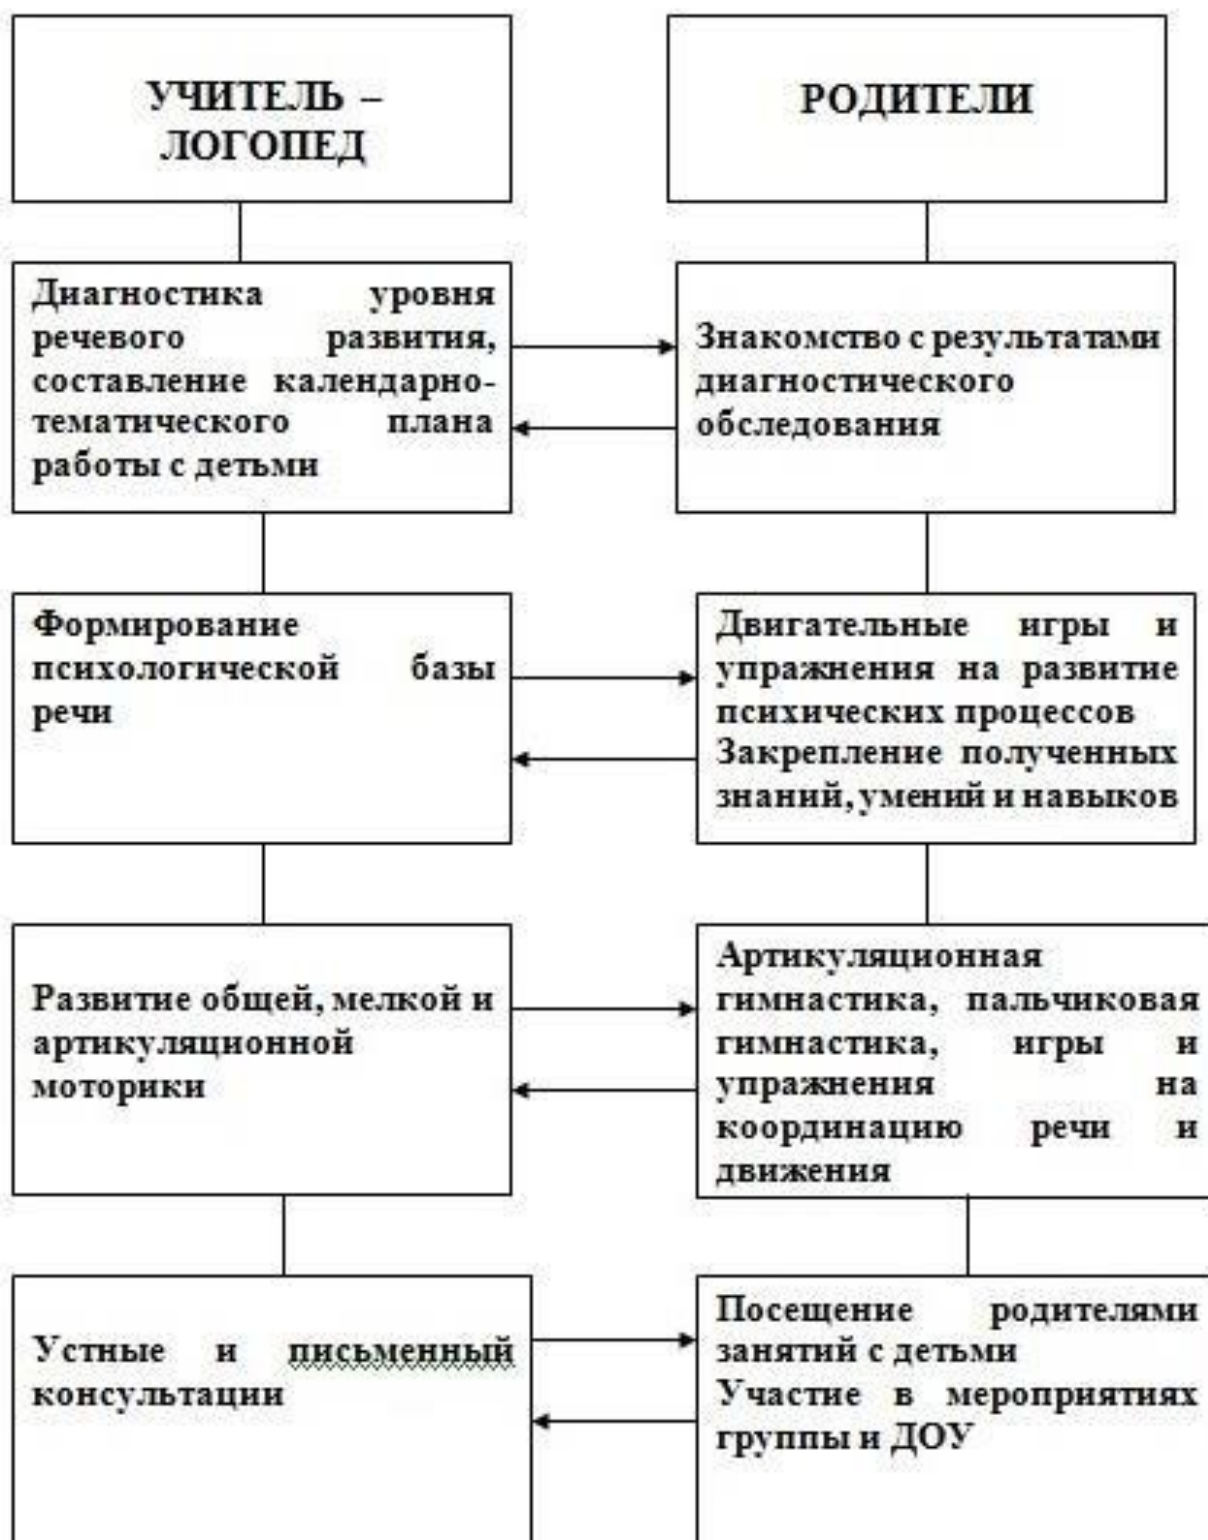 УЧИТЕЛЬ –
ЛОГОПЕД
РОДИТЕЛИ
Диагностика уровня
речевого развития,
составление календарно-
тематического плана
работы с детьми
Знакомство с результатами
диагностического
обследования
Формирование
психологической базы
речи
Двигательные игры и
упражнения на развитие
психических процессов
Закрепление полученных
знаний, умений и навыков
Развитие общей, мелкой и
артикуляционной
моторики
Артикуляционная
гимнастика, пальчиковая
гимнастика, игры и
упражнения на
координацию речи и
движения
Устные и письменный
консультации
Посещение родителями
занятий с детьми
Участие в мероприятиях
группы и ДОУ